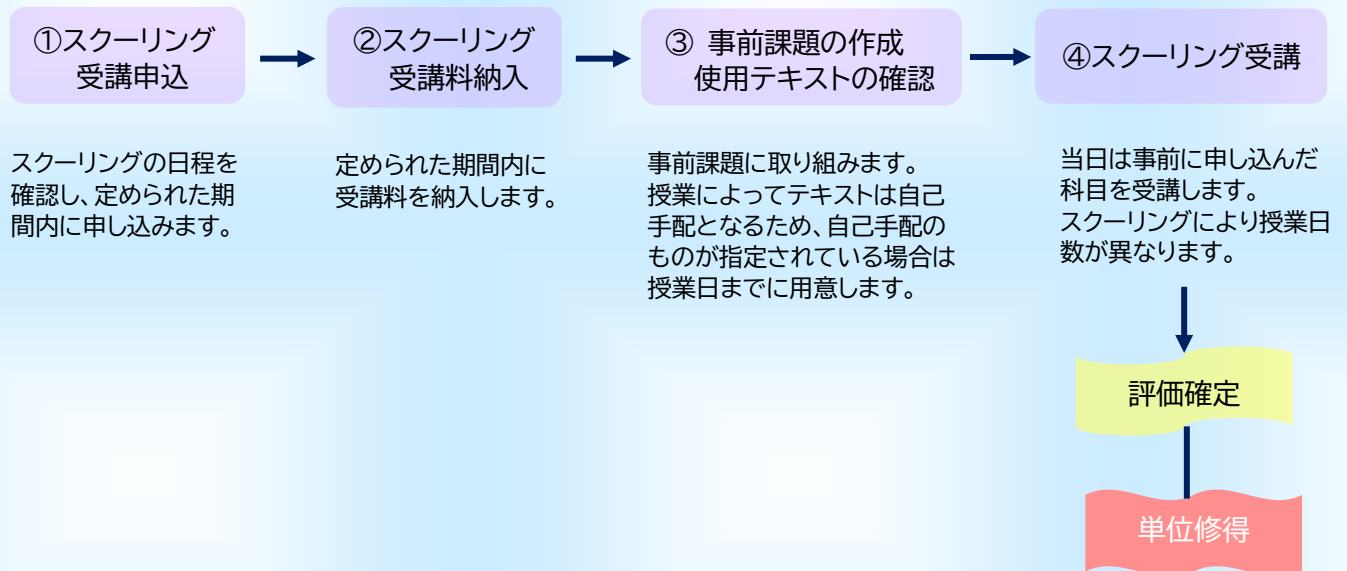 ①スクーリング
受講申込
②スクーリング
受講料納入
③ 事前課題の作成
使用テキストの確認
④スクーリング受講
スクーリングの日程を
確認し、定められた期
間内に申し込みます。
定められた期間内に
受講料を納入します。
事前課題に取り組みます。
授業によってテキストは自己
手配となるため、自己手配の
ものが指定されている場合は
授業日までに用意します。
当日は事前に申し込んだ
科目を受講します。
スクーリングにより授業日
数が異なります。
評価確定
単位修得